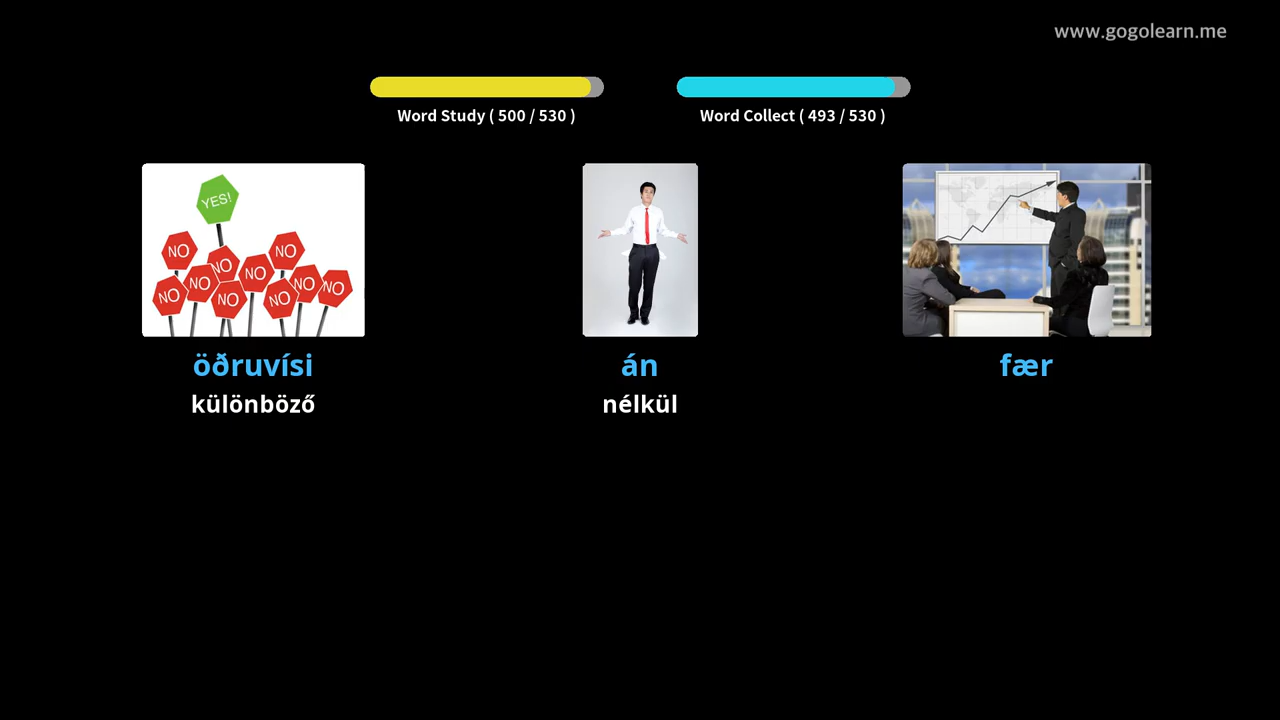 www.gogolearn.me
Word Study ( 500 / 530 )
Word Collect ( 493 / 530 )
YES!
NO
NO
NO
NO
NO
NO
NO
NO
NO
öðruvísi
án
fær
különböző
nélkül